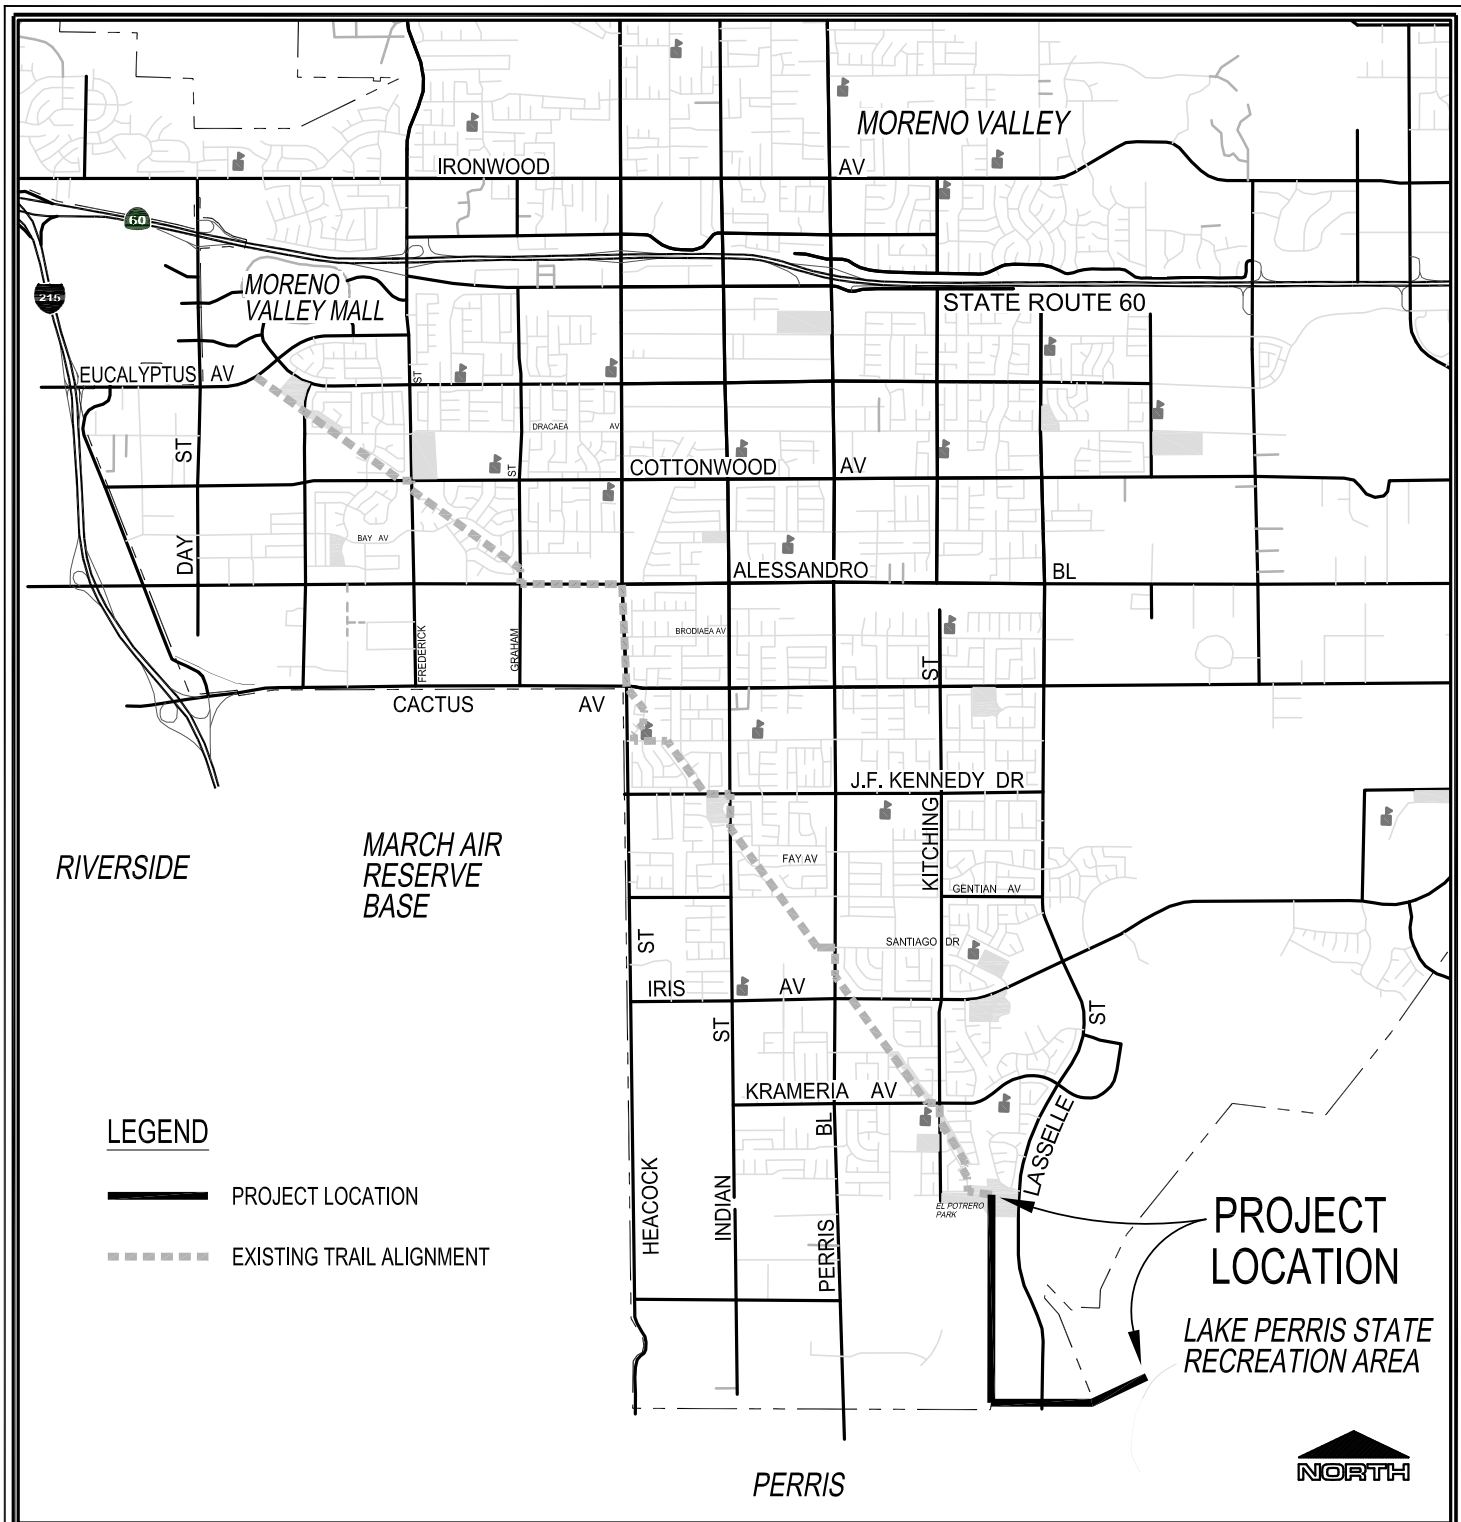 MORENO VALLEY
IRONWOOD AV
60
215
MORENO
VALLEY MALL
STATE ROUTE 60
EUCALYPTUS AV
ST
DRACAEA AV
ST
COTTONWOOD AV
ST
BAY AV
DAY
ALESSANDRO BL
FREDERICK
GRAHAM
BRODIAEA AV
ST
CACTUS AV
J.F. KENNEDY DR
RIVERSIDE
MARCH AIR
RESERVE
BASE
KITCHING
FAY AV
GENTIAN AV
ST
SANTIAGO DR
IRIS AV
ST
ST
KRAMERIA AV
BL
LASSELLE
LEGEND
PROJECT LOCATION
EXISTING TRAIL ALIGNMENT
HEACOCK
INDIAN
PERRIS
EL POTRERO
PARK
PROJECT
LOCATION
LAKE PERRIS STATE
RECREATION AREA
PERRIS
NORTH